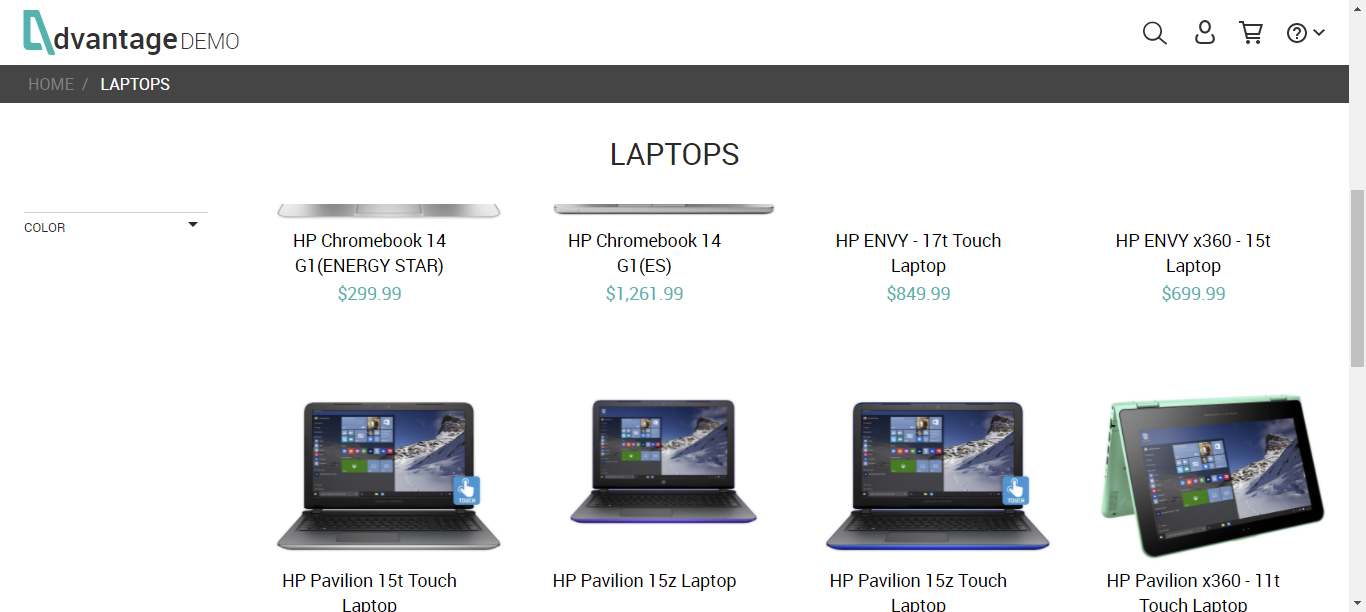 dvantage DEMO
HOME / LAPTOPS
LAPTOPS
COLOR
HP Chromebook 14
G1(ENERGY STAR)
$299.99
HP Chromebook 14
G1(ES)
$1,261.99
HP ENVY - 17t Touch
Laptop
$849.99
HP ENVY x360 - 15t
Laptop
$699.99
TOUCH
TOUCH
HP Pavilion 15t Touch
Laptop
HP Pavilion 15z Laptop
HP Pavilion 15z Touch
Laptop
HP Pavilion x360 - 11t
Touch Laptop